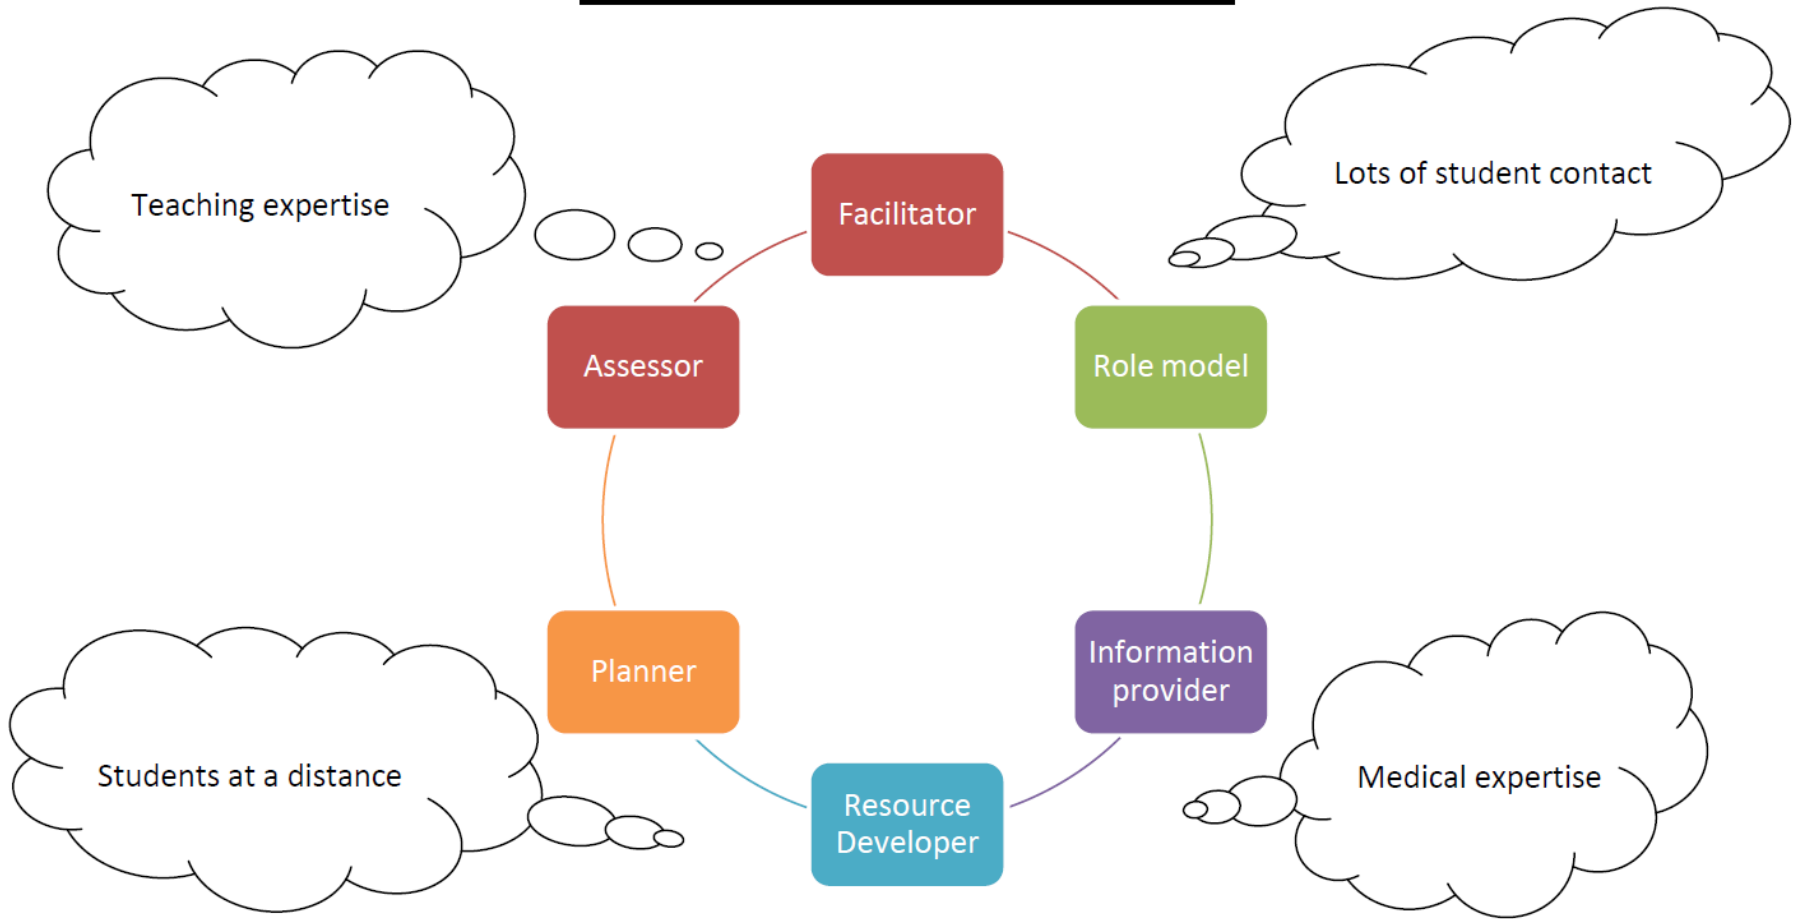 Teaching expertise
Lots of student contact
Facilitator
Assessor
Role model
Planner
Information
provider
Students at a distance
Resource
Developer
Medical expertise